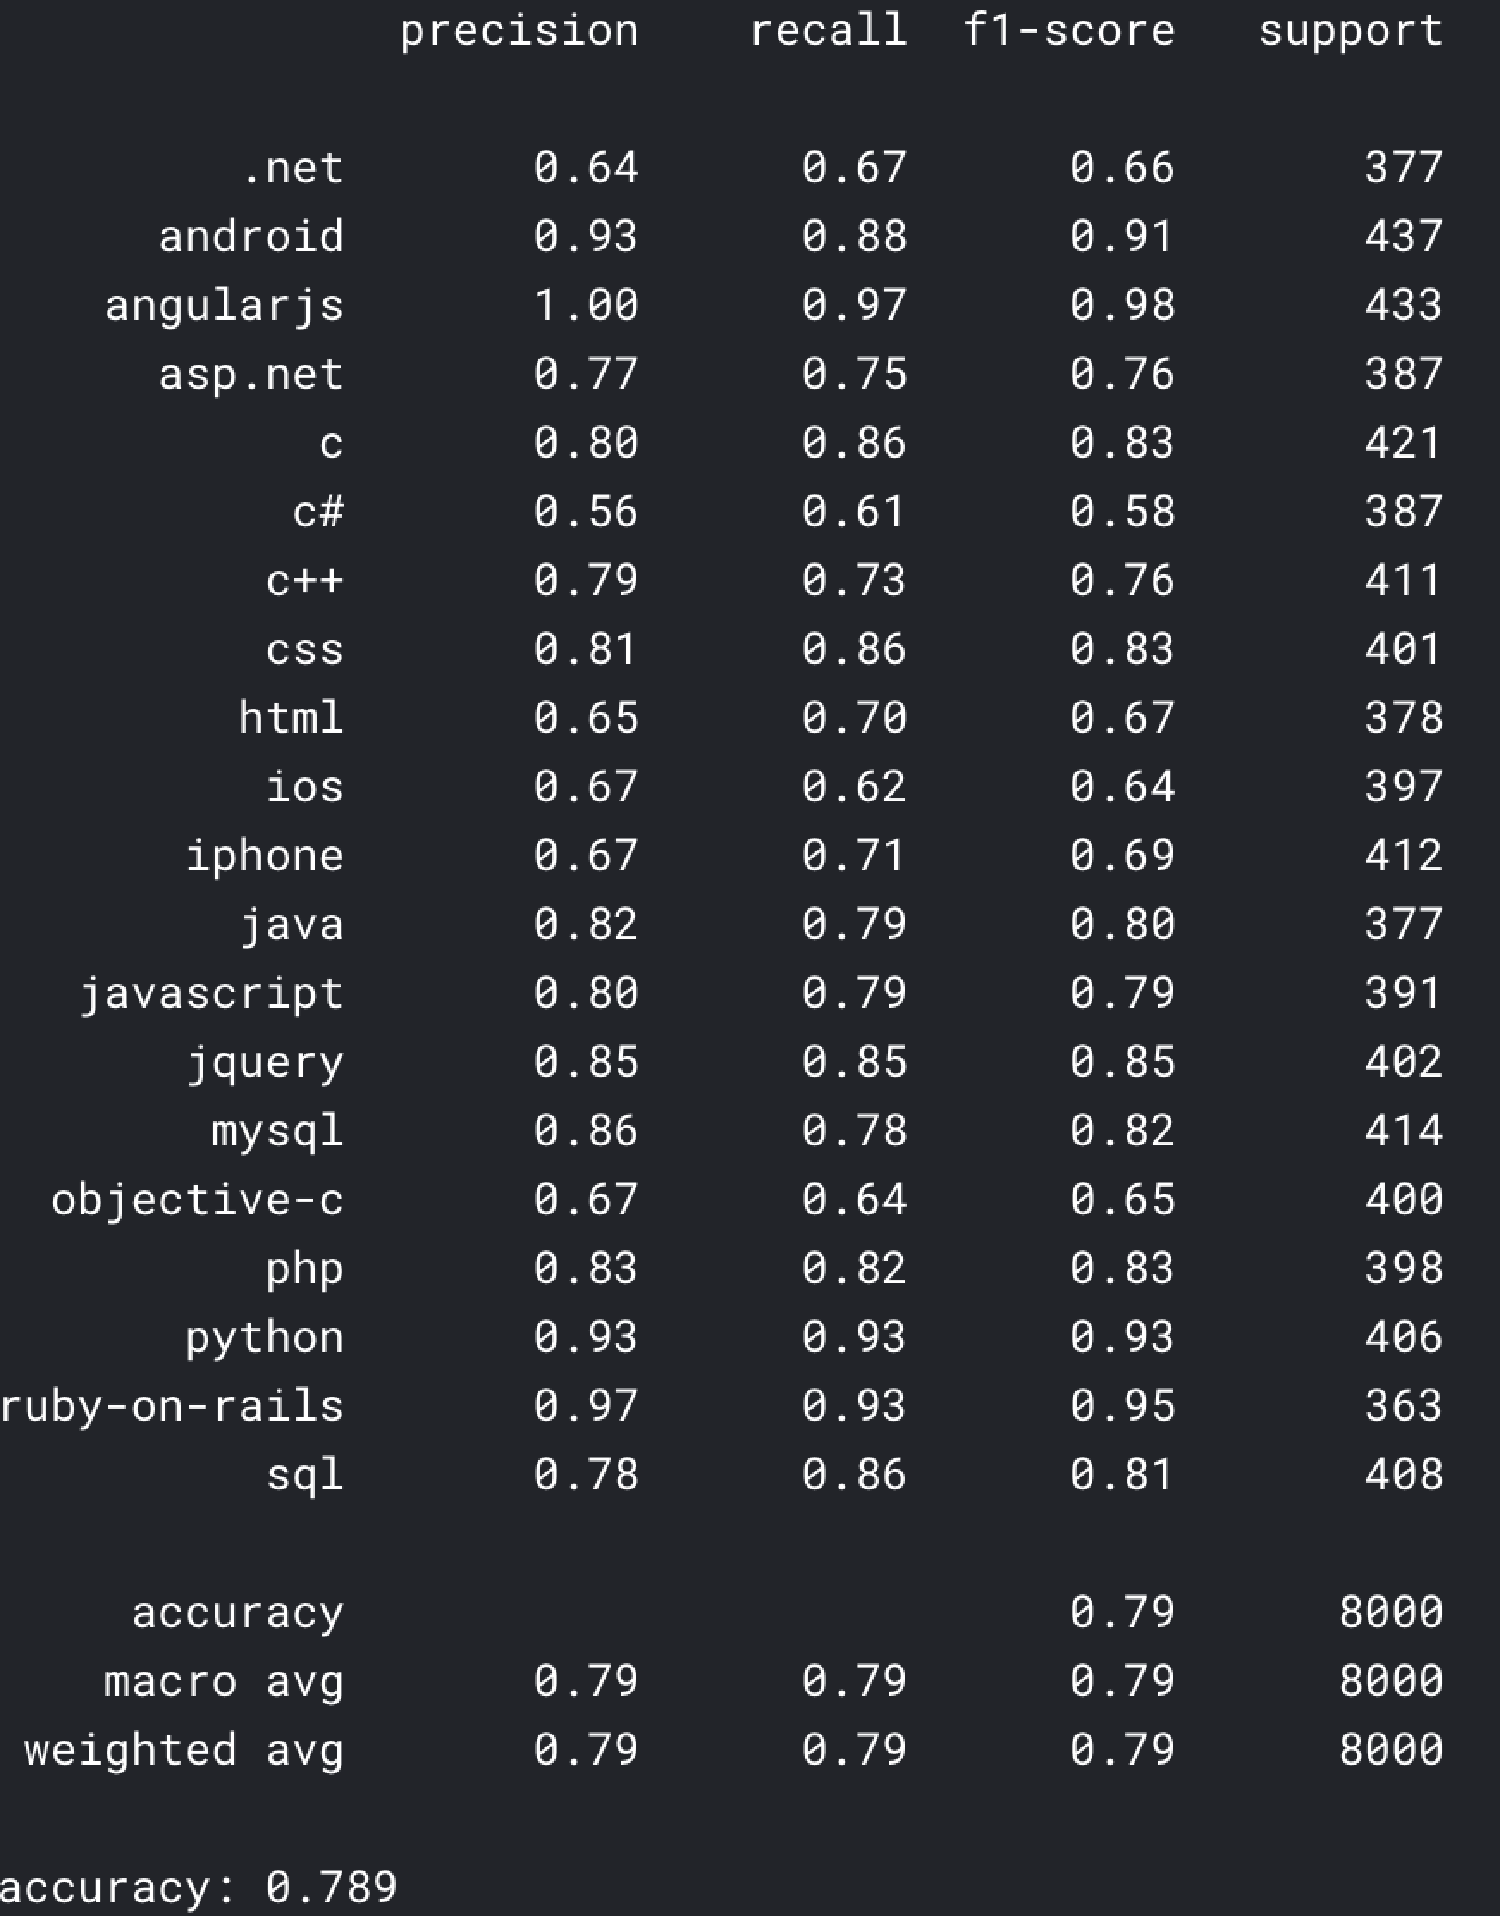 precision recall f1-score support
.net 0.64 0.67 0.66 377
android 0.93 0.88 0.91 437
angularjs 1.00 0.97 0.98 433
asp.net 0.77 0.75 0.76 387
c 0.80 0.86 0.83 421
c# 0.56 0.61 0.58 387
c++ 0.79 0.73 0.76 411
css 0.81 0.86 0.83 401
html 0.65 0.70 0.67 378
ios 0.67 0.62 0.64 397
iphone 0.67 0.71 0.69 412
java 0.82 0.79 0.80 377
javascript 0.80 0.79 0.79 391
jquery 0.85 0.85 0.85 402
mysql 0.86 0.78 0.82 414
objective-c 0.67 0.64 0.65 400
php 0.83 0.82 0.83 398
python 0.93 0.93 0.93 406
ruby-on-rails 0.97 0.93 0.95 363
sql 0.78 0.86 0.81 408
accuracy 0.79 8000
macro avg 0.79 0.79 0.79 8000
weighted avg 0.79 0.79 0.79 8000
accuracy: 0.789